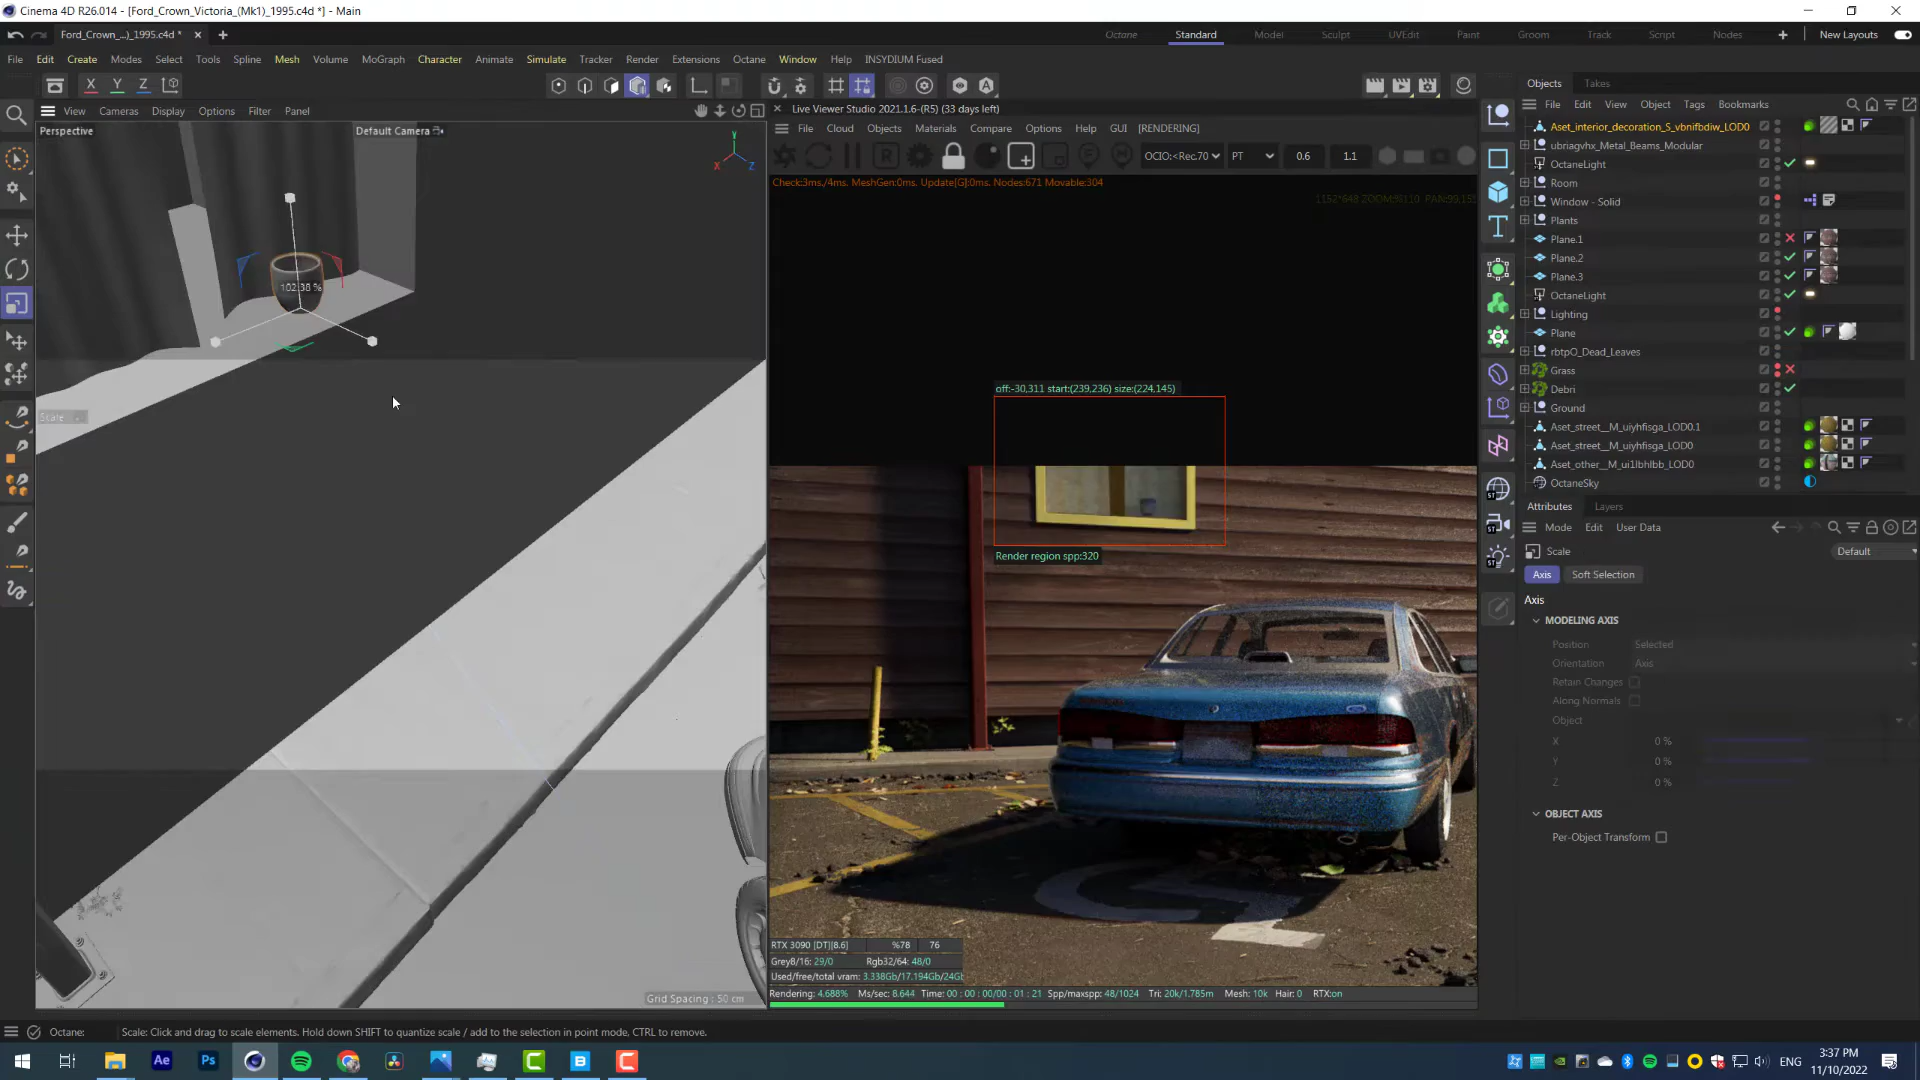 Cinema 4D R26.014 - [Ford_Crown_Victoria_(Mk1)_1995.c4d *] - Main
Ford_Crown_...)_1995.c4d *
Octane
Standard
Model
Sculpt
UVEdit
Paint
Groom
Track
Script
Nodes
New Layouts
File
Edit
Create
Modes
Select
Tools
Spline
Mesh
Volume
MoGraph
Character
Simulate
Tracker
Render
Animate
Extensions
Octane
Window
Help
INSYDIUM Fused
X Y Z
View
Cameras
Display
Options
Filter
Panel
Perspective
Default Camera
102.38 %
Scale
Grid Spacing : 50 cm
Live Viewer Studio 2021.1.6-(R5) (33 days left)
File
Cloud
Objects
Materials
Compare
Options
Help
GUI
[RENDERING]
OCIO:<Rec.70
PT
0.6
1.1
Check:3ms./4ms. MeshGen:0ms. Update[G]:0ms. Nodes:671 Movable:304
off:-30,311 start:(239,236) size:(224,145)
Render region spp:320
RTX 3090 [DT][8.6] %78 76
Grey8/16: 29/0 Rgb32/64: 48/0
Used/free/total vram: 3.338Gb/17.194Gb/24Gb
Rendering: 4.688% Ms/sec: 8.644 Time: 00 : 00 : 00/00 : 01 : 21 Spp/maxspp: 48/1024 Tri: 20k/1.785m Mesh: 10k Hair: 0 RTX:on
Objects
Takes
File
Edit
View
Object
Tags
Bookmarks
Aset_interior_decoration_S_vbnifbdiw_LOD0
ubriagvhx_Metal_Beams_Modular
OctaneLight
Room
Window - Solid
Plants
Plane.1
Plane.2
Plane.3
OctaneLight
Lighting
Plane
rbtpO_Dead_Leaves
Grass
Debri
Ground
Aset_street__M_uiyhfisga_LOD0.1
Aset_street__M_uiyhfisga_LOD0
Aset_other__M_ui1lbhlbb_LOD0
OctaneSky
Attributes
Layers
Mode
Edit
User Data
Scale
Default
Axis
Soft Selection
Axis
MODELING AXIS
Position Selected
Orientation Axis
Retain Changes
Along Normals
Object
X 0 %
Y 0 %
Z 0 %
OBJECT AXIS
Per-Object Transform
Octane:
Scale: Click and drag to scale elements. Hold down SHIFT to quantize scale / add to the selection in point mode, CTRL to remove.
ENG
3:37 PM
11/10/2022